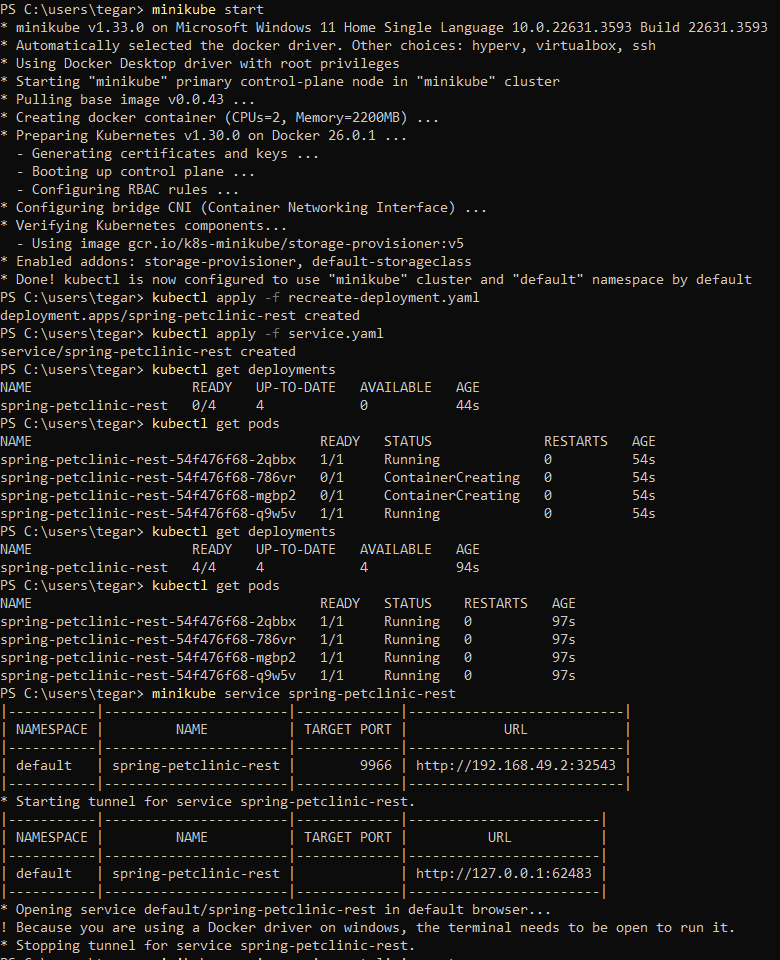 PS C:\users\tegar> minikube start
* minikube v1.33.0 on Microsoft Windows 11 Home Single Language 10.0.22631.3593 Build 22631.3593
* Automatically selected the docker driver. Other choices: hyperv, virtualbox, ssh
* Using Docker Desktop driver with root privileges
* Starting "minikube" primary control-plane node in "minikube" cluster
* Pulling base image v0.0.43 ...
* Creating docker container (CPUs=2, Memory=2200MB) ...
* Preparing Kubernetes v1.30.0 on Docker 26.0.1 ...
  - Generating certificates and keys ...
  - Booting up control plane ...
  - Configuring RBAC rules ...
* Configuring bridge CNI (Container Networking Interface) ...
* Verifying Kubernetes components...
  - Using image gcr.io/k8s-minikube/storage-provisioner:v5
* Enabled addons: storage-provisioner, default-storageclass
* Done! kubectl is now configured to use "minikube" cluster and "default" namespace by default
PS C:\users\tegar> kubectl apply -f recreate-deployment.yaml
deployment.apps/spring-petclinic-rest created
PS C:\users\tegar> kubectl apply -f service.yaml
service/spring-petclinic-rest created
PS C:\users\tegar> kubectl get deployments
NAME                    READY   UP-TO-DATE   AVAILABLE   AGE
spring-petclinic-rest   0/4     4            0           44s
PS C:\users\tegar> kubectl get pods
NAME                                    READY   STATUS              RESTARTS   AGE
spring-petclinic-rest-54f476f68-2qbbx   1/1     Running             0          54s
spring-petclinic-rest-54f476f68-786vr   0/1     ContainerCreating   0          54s
spring-petclinic-rest-54f476f68-mgbp2   0/1     ContainerCreating   0          54s
spring-petclinic-rest-54f476f68-q9w5v   1/1     Running             0          54s
PS C:\users\tegar> kubectl get deployments
NAME                    READY   UP-TO-DATE   AVAILABLE   AGE
spring-petclinic-rest   4/4     4            4           94s
PS C:\users\tegar> kubectl get pods
NAME                                    READY   STATUS    RESTARTS   AGE
spring-petclinic-rest-54f476f68-2qbbx   1/1     Running   0          97s
spring-petclinic-rest-54f476f68-786vr   1/1     Running   0          97s
spring-petclinic-rest-54f476f68-mgbp2   1/1     Running   0          97s
spring-petclinic-rest-54f476f68-q9w5v   1/1     Running   0          97s
PS C:\users\tegar> minikube service spring-petclinic-rest
|-----------|-----------------------|-------------|---------------------------|
| NAMESPACE |         NAME          | TARGET PORT |            URL            |
|-----------|-----------------------|-------------|---------------------------|
| default   | spring-petclinic-rest |        9966 | http://192.168.49.2:32543 |
|-----------|-----------------------|-------------|---------------------------|
* Starting tunnel for service spring-petclinic-rest.
|-----------|-----------------------|-------------|------------------------|
| NAMESPACE |         NAME          | TARGET PORT |          URL           |
|-----------|-----------------------|-------------|------------------------|
| default   | spring-petclinic-rest |             | http://127.0.0.1:62483 |
|-----------|-----------------------|-------------|------------------------|
* Opening service default/spring-petclinic-rest in default browser...
! Because you are using a Docker driver on windows, the terminal needs to be open to run it.
* Stopping tunnel for service spring-petclinic-rest.